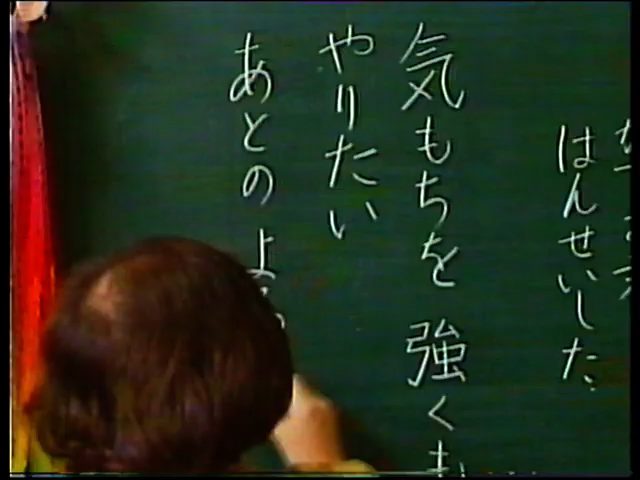 はんせいした。
気もちを 強く
やりたい
あとの